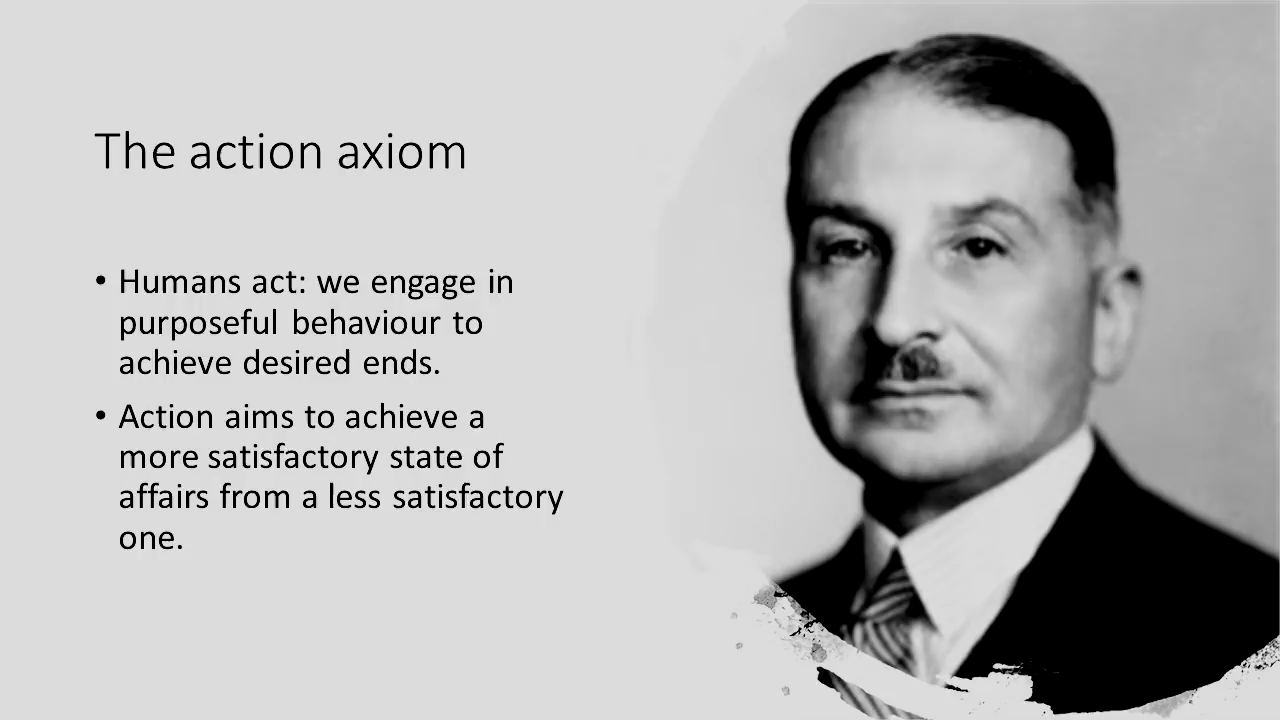 The action axiom
• Humans act: we engage in
purposeful behaviour to
achieve desired ends.
• Action aims to achieve a
more satisfactory state of
affairs from a less satisfactory
one.